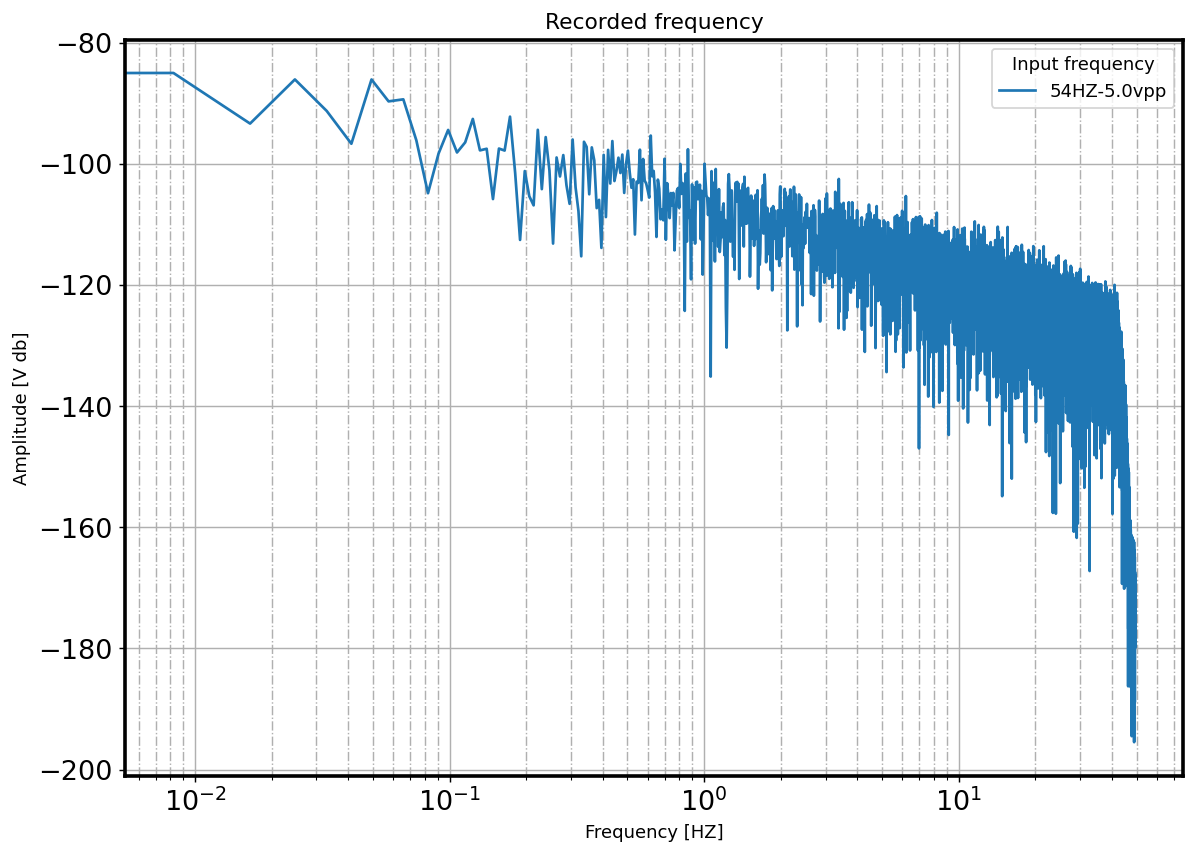 Recorded frequency
Input frequency
54HZ-5.0vpp
Amplitude [V db]
−80
−100
−120
−140
−160
−180
−200
10⁻² 10⁻¹ 10⁰ 10¹
Frequency [HZ]